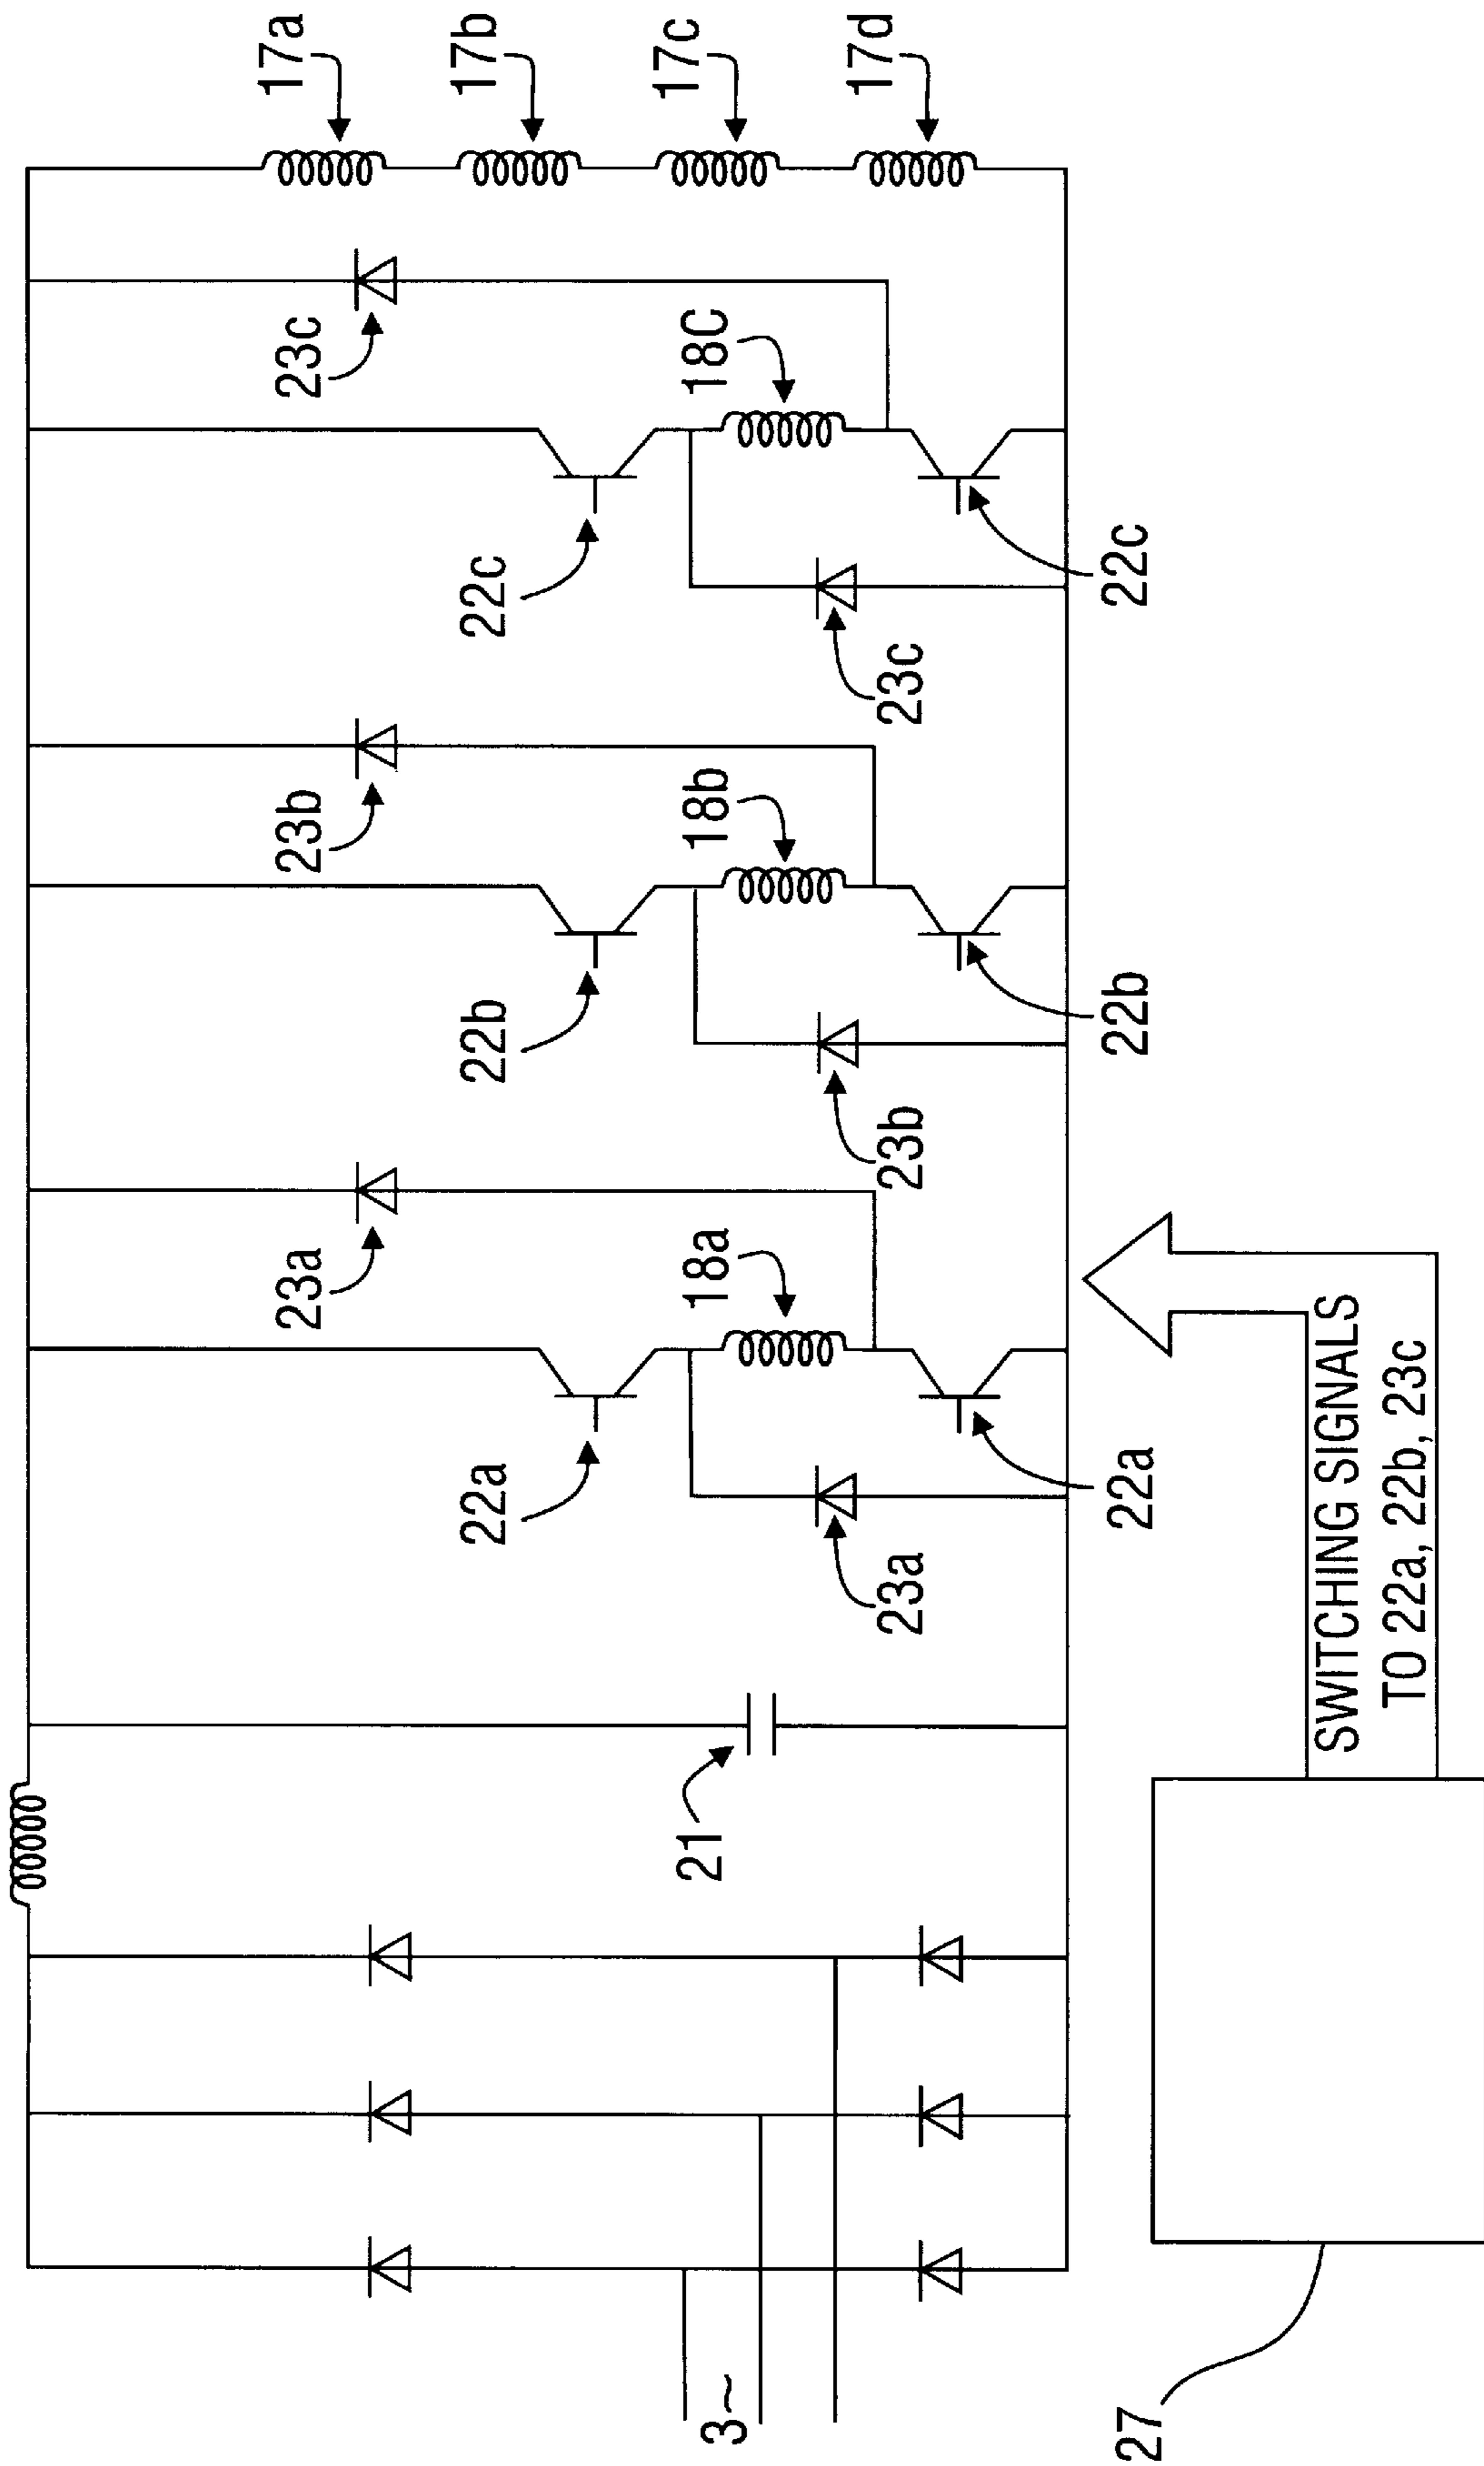 17a
17b
17c
17d
23c
18C
22c
23c
22c
23b
18b
22b
23b
22b
23a
18a
22a
23a
22a
21
3~
SWITCHING SIGNALS
TO 22a, 22b, 23c
27